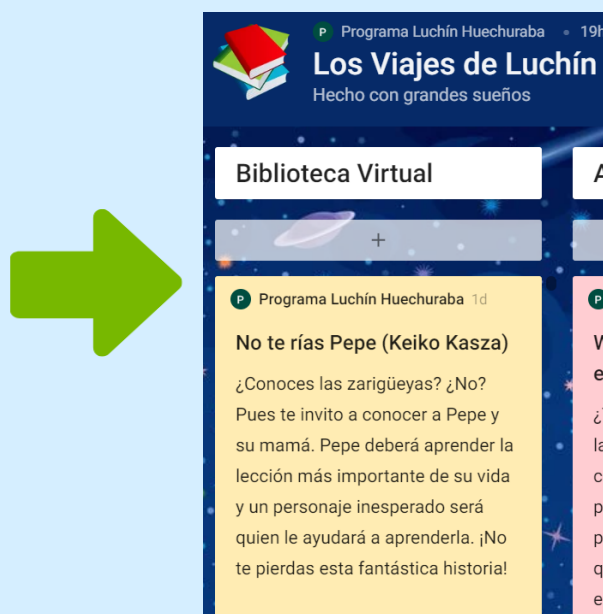 P Programa Luchín Huechuraba • 19h
Los Viajes de Luchín
Hecho con grandes sueños
Biblioteca Virtual
A
+
P Programa Luchín Huechuraba 1d
No te rías Pepe (Keiko Kasza)
¿Conoces las zarigüeyas? ¿No?
Pues te invito a conocer a Pepe y
su mamá. Pepe deberá aprender la
lección más importante de su vida
y un personaje inesperado será
quien le ayudará a aprenderla. ¡No
te pierdas esta fantástica historia!
P